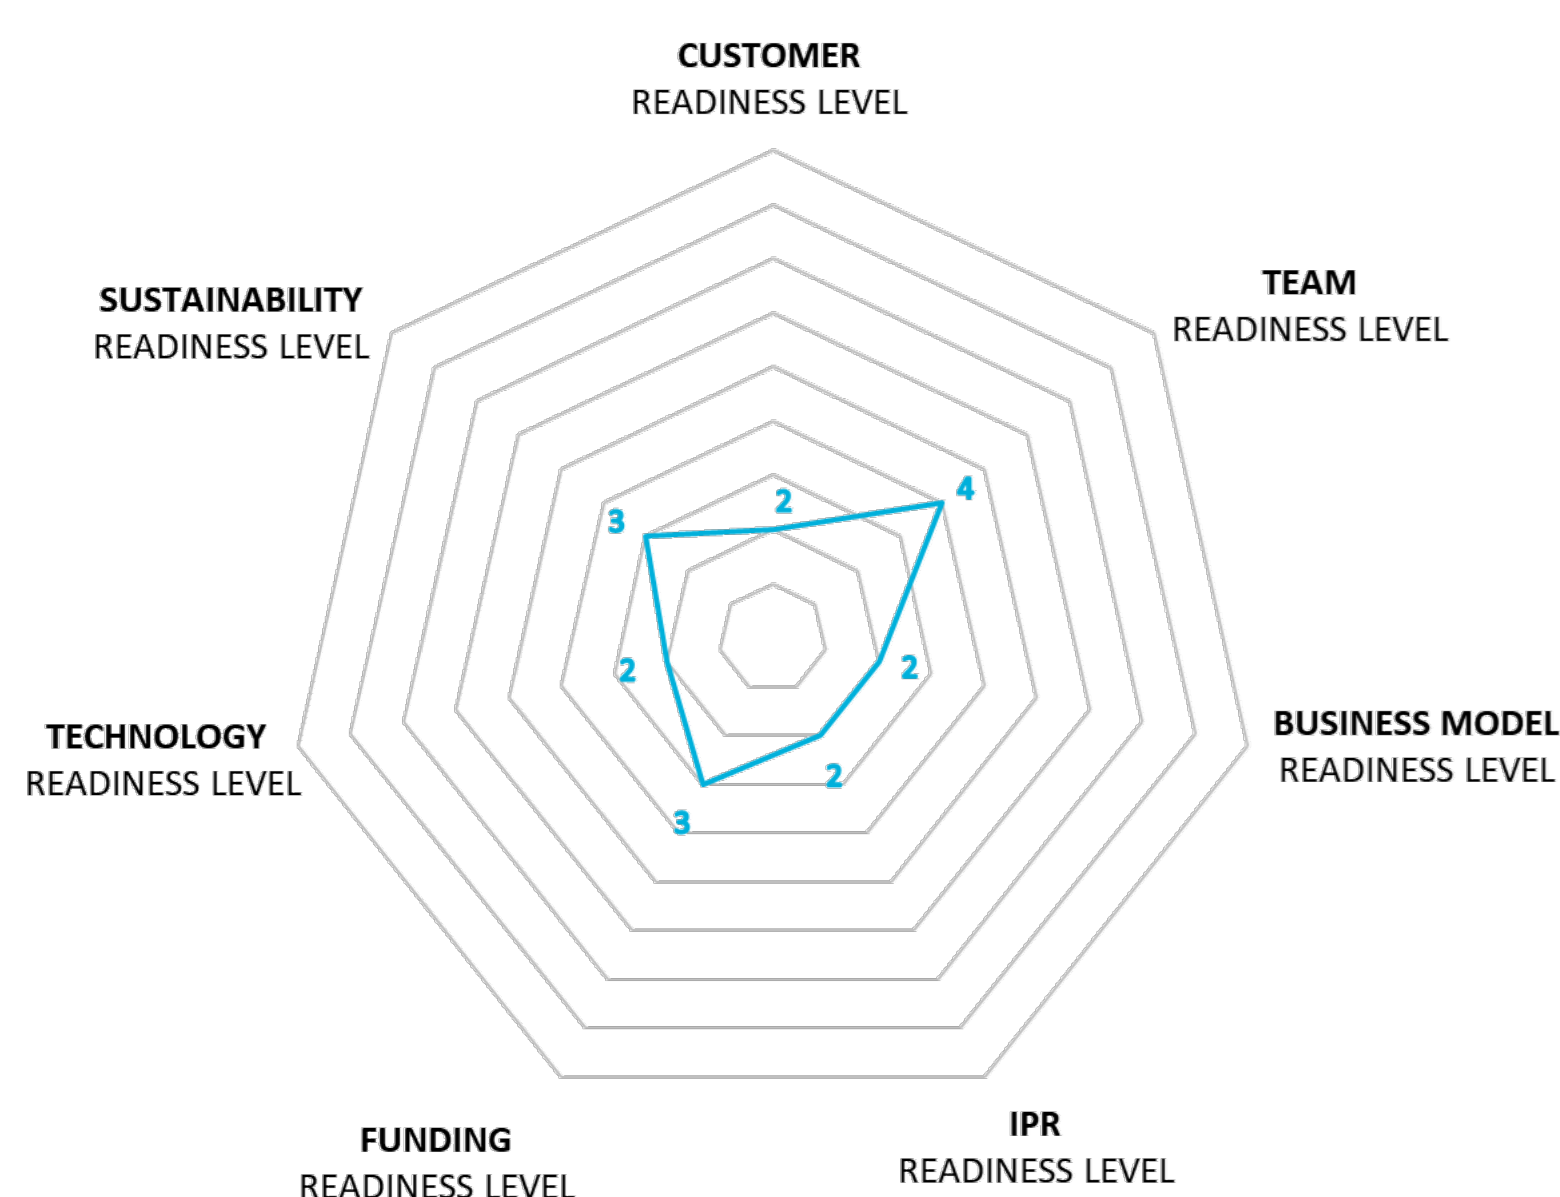 CUSTOMER
READINESS LEVEL
TEAM
READINESS LEVEL
SUSTAINABILITY
READINESS LEVEL
4
2
3
2
2
BUSINESS MODEL
READINESS LEVEL
TECHNOLOGY
READINESS LEVEL
2
3
IPR
READINESS LEVEL
FUNDING
READINESS LEVEL